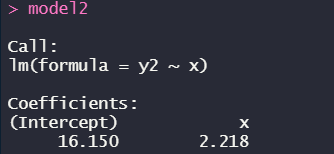 > model2
Call:
lm(formula = y2 ~ x)
Coefficients:
(Intercept) x
16.150 2.218